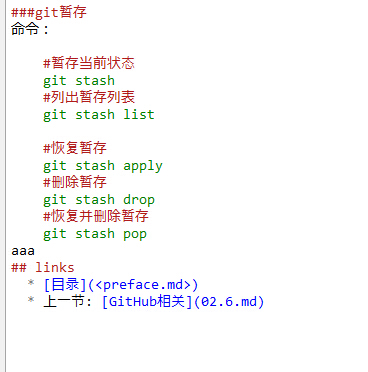 ###git暂存
命令：
#暂存当前状态
git stash
#列出暂存列表
git stash list
#恢复暂存
git stash apply
#删除暂存
git stash drop
#恢复并删除暂存
git stash pop
aaa
## links
* [目录](<preface.md>)
* 上一节: [GitHub相关](02.6.md)